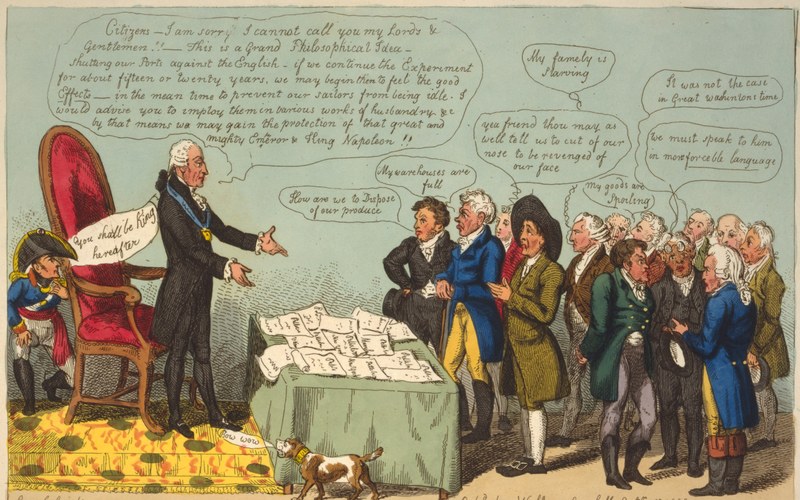 Citizens — I am sorry I cannot call you my Lords &
Gentlemen!! — This is a Grand Philosophical Idea —
shutting our Ports against the English — if we continue the Experiment
for about fifteen or twenty years, we may begin then to feel the good
Effects — in the mean time to prevent our sailors from being idle. I
would advise you to imploy them in various works of husbandry &c
by that means we may gain the protection of that great and
mighty Emperor & King Napoleon!!
You shall be King
hereafter
How are we to Dispose
of our produce
My warehouses are
full
My famely is
Starving
yea friend thou may as
well tell us to cut of our
nose to be revenged of
our face
My goods are
Spoiling
It was not the case
in Great Washintons time
We must speak to him
in more forceble language
Bow wow